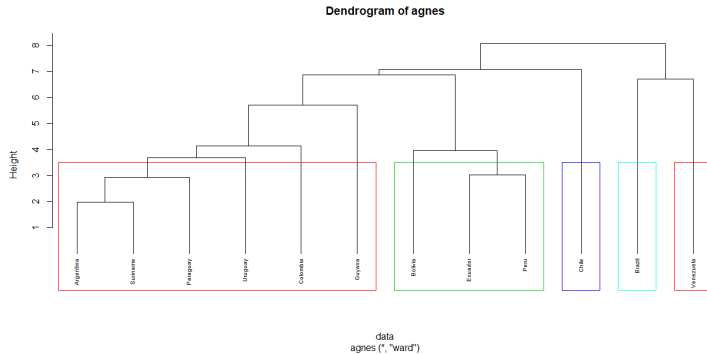 Dendrogram of agnes
Height
8
7
6
5
4
3
2
1
Argentina
Suriname
Paraguay
Uruguay
Colombia
Guyana
Bolivia
Ecuador
Peru
Chile
Brazil
Venezuela
data
agnes (*, "ward")